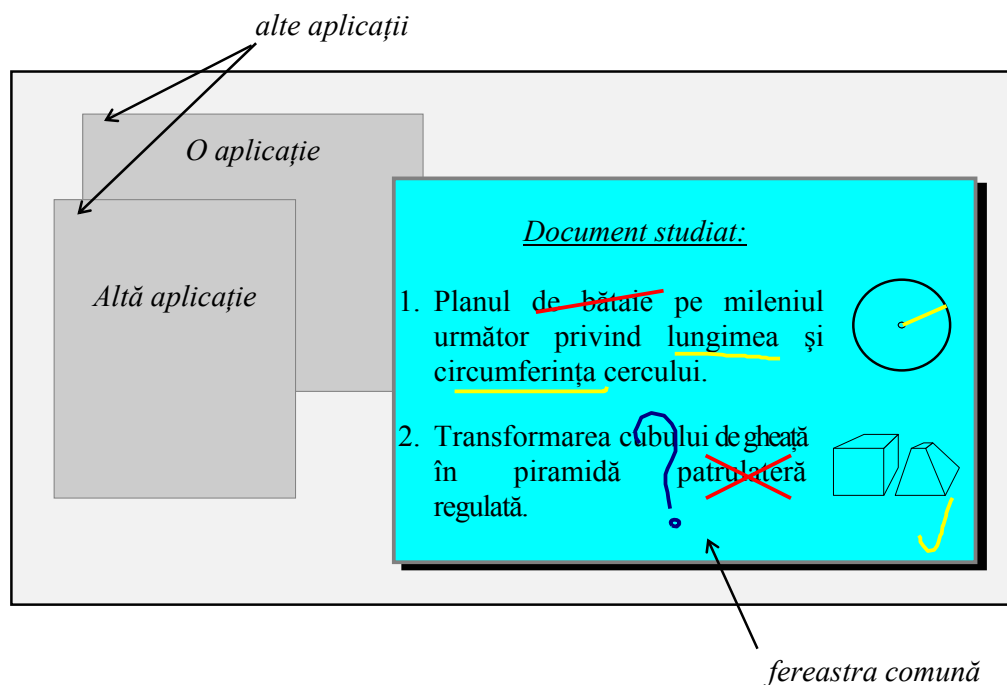 alte aplicații
O aplicație
Altă aplicație
Document studiat:
1. Planul de bătaie pe mileniul
următor privind lungimea şi
circumferința cercului.
2. Transformarea cubului de gheață
în piramidă patrulateră
regulată.
fereastra comună